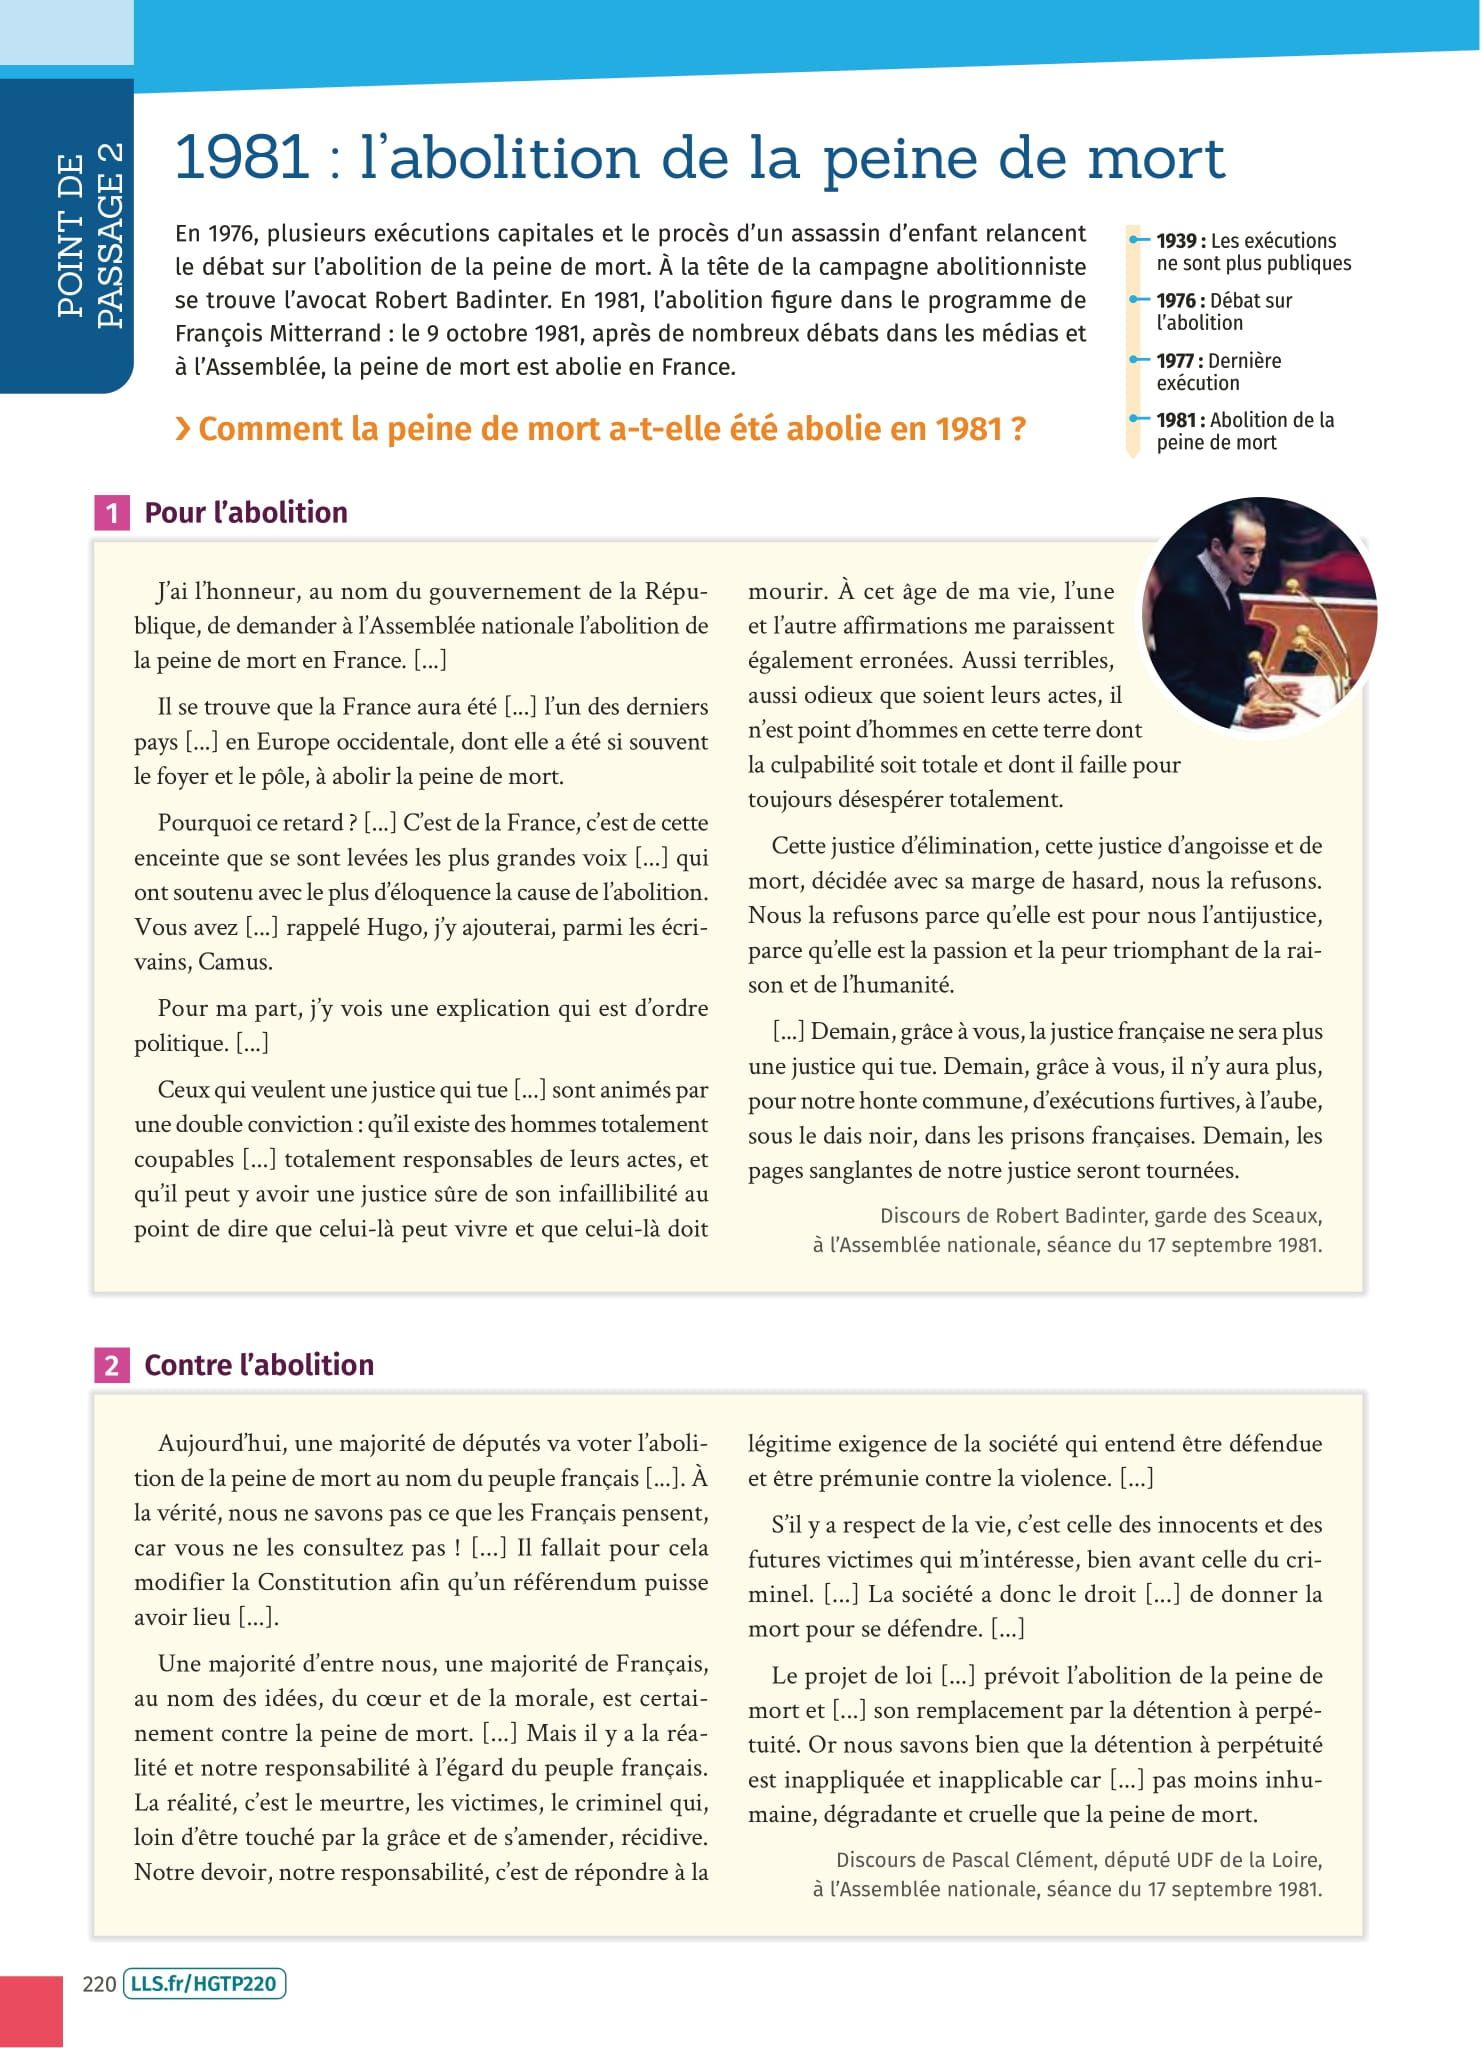 POINT DE
PASSAGE 2
1981 : l’abolition de la peine de mort
En 1976, plusieurs exécutions capitales et le procès d’un assassin d’enfant relancent
le débat sur l’abolition de la peine de mort. À la tête de la campagne abolitionniste
se trouve l’avocat Robert Badinter. En 1981, l’abolition figure dans le programme de
François Mitterrand : le 9 octobre 1981, après de nombreux débats dans les médias et
à l’Assemblée, la peine de mort est abolie en France.
› Comment la peine de mort a-t-elle été abolie en 1981 ?
1939 : Les exécutions
ne sont plus publiques
1976 : Débat sur
l’abolition
1977 : Dernière
exécution
1981 : Abolition de la
peine de mort
1 Pour l’abolition
J’ai l’honneur, au nom du gouvernement de la Répu-
blique, de demander à l’Assemblée nationale l’abolition de
la peine de mort en France. [...]
Il se trouve que la France aura été [...] l’un des derniers
pays [...] en Europe occidentale, dont elle a été si souvent
le foyer et le pôle, à abolir la peine de mort.
Pourquoi ce retard ? [...] C’est de la France, c’est de cette
enceinte que se sont levées les plus grandes voix [...] qui
ont soutenu avec le plus d’éloquence la cause de l’abolition.
Vous avez [...] rappelé Hugo, j’y ajouterai, parmi les écri-
vains, Camus.
Pour ma part, j’y vois une explication qui est d’ordre
politique. [...]
Ceux qui veulent une justice qui tue [...] sont animés par
une double conviction : qu’il existe des hommes totalement
coupables [...] totalement responsables de leurs actes, et
qu’il peut y avoir une justice sûre de son infaillibilité au
point de dire que celui-là peut vivre et que celui-là doit
mourir. À cet âge de ma vie, l’une
et l’autre affirmations me paraissent
également erronées. Aussi terribles,
aussi odieux que soient leurs actes, il
n’est point d’hommes en cette terre dont
la culpabilité soit totale et dont il faille pour
toujours désespérer totalement.
Cette justice d’élimination, cette justice d’angoisse et de
mort, décidée avec sa marge de hasard, nous la refusons.
Nous la refusons parce qu’elle est pour nous l’antijustice,
parce qu’elle est la passion et la peur triomphant de la rai-
son et de l’humanité.
[...] Demain, grâce à vous, la justice française ne sera plus
une justice qui tue. Demain, grâce à vous, il n’y aura plus,
pour notre honte commune, d’exécutions furtives, à l’aube,
sous le dais noir, dans les prisons françaises. Demain, les
pages sanglantes de notre justice seront tournées.
Discours de Robert Badinter, garde des Sceaux,
à l’Assemblée nationale, séance du 17 septembre 1981.
2 Contre l’abolition
Aujourd’hui, une majorité de députés va voter l’aboli-
tion de la peine de mort au nom du peuple français [...]. À
la vérité, nous ne savons pas ce que les Français pensent,
car vous ne les consultez pas ! [...] Il fallait pour cela
modifier la Constitution afin qu’un référendum puisse
avoir lieu [...].
Une majorité d’entre nous, une majorité de Français,
au nom des idées, du cœur et de la morale, est certai-
nement contre la peine de mort. [...] Mais il y a la réa-
lité et notre responsabilité à l’égard du peuple français.
La réalité, c’est le meurtre, les victimes, le criminel qui,
loin d’être touché par la grâce et de s’amender, récidive.
Notre devoir, notre responsabilité, c’est de répondre à la
légitime exigence de la société qui entend être défendue
et être prémunie contre la violence. [...]
S’il y a respect de la vie, c’est celle des innocents et des
futures victimes qui m’intéresse, bien avant celle du cri-
minel. [...] La société a donc le droit [...] de donner la
mort pour se défendre. [...]
Le projet de loi [...] prévoit l’abolition de la peine de
mort et [...] son remplacement par la détention à perpé-
tuité. Or nous savons bien que la détention à perpétuité
est inappliquée et inapplicable car [...] pas moins inhu-
maine, dégradante et cruelle que la peine de mort.
Discours de Pascal Clément, député UDF de la Loire,
à l’Assemblée nationale, séance du 17 septembre 1981.
220 LLS.fr/HGTP220